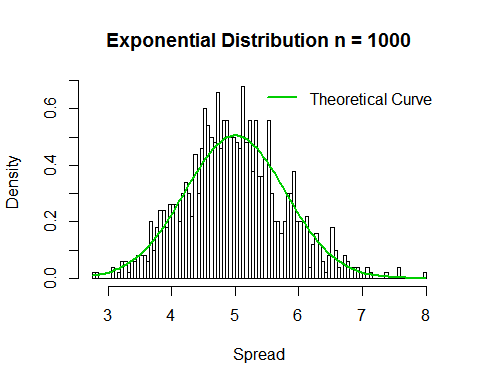 Exponential Distribution n = 1000
Theoretical Curve
Density
0.0
0.2
0.4
0.6
3 4 5 6 7 8
Spread